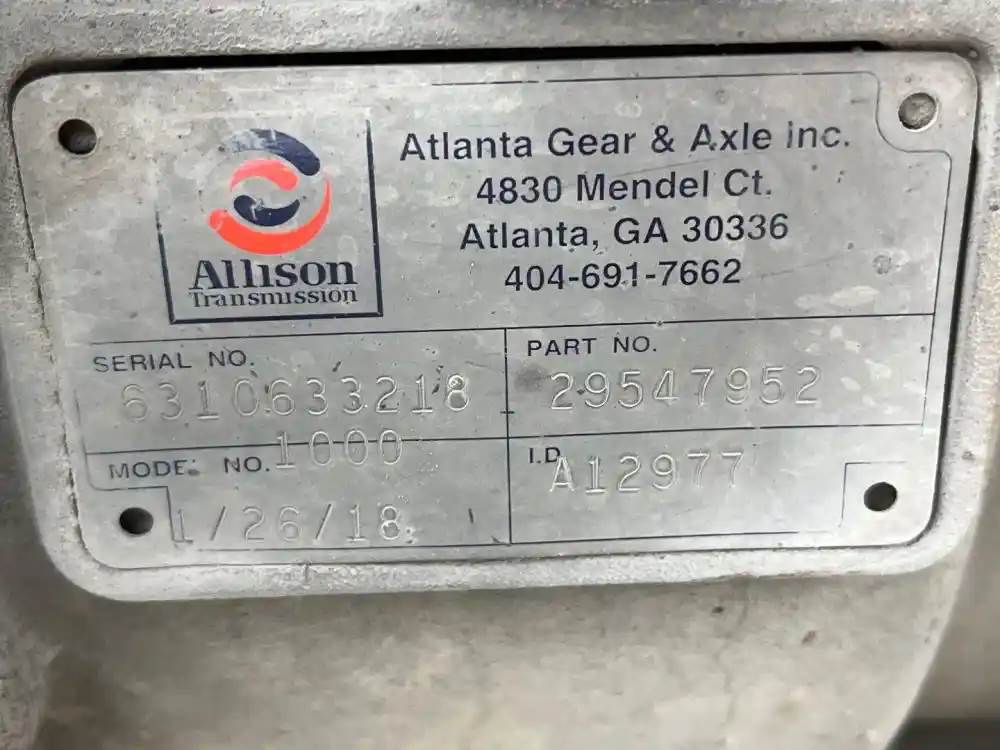 Atlanta Gear & Axle Inc.
4830 Mendel Ct.
Atlanta, GA 30336
404-691-7662
Allison
Transmission
SERIAL NO.
6310633218
PART NO.
29547952
MODEL NO.
1000
I.D.
A12977
1/26/18